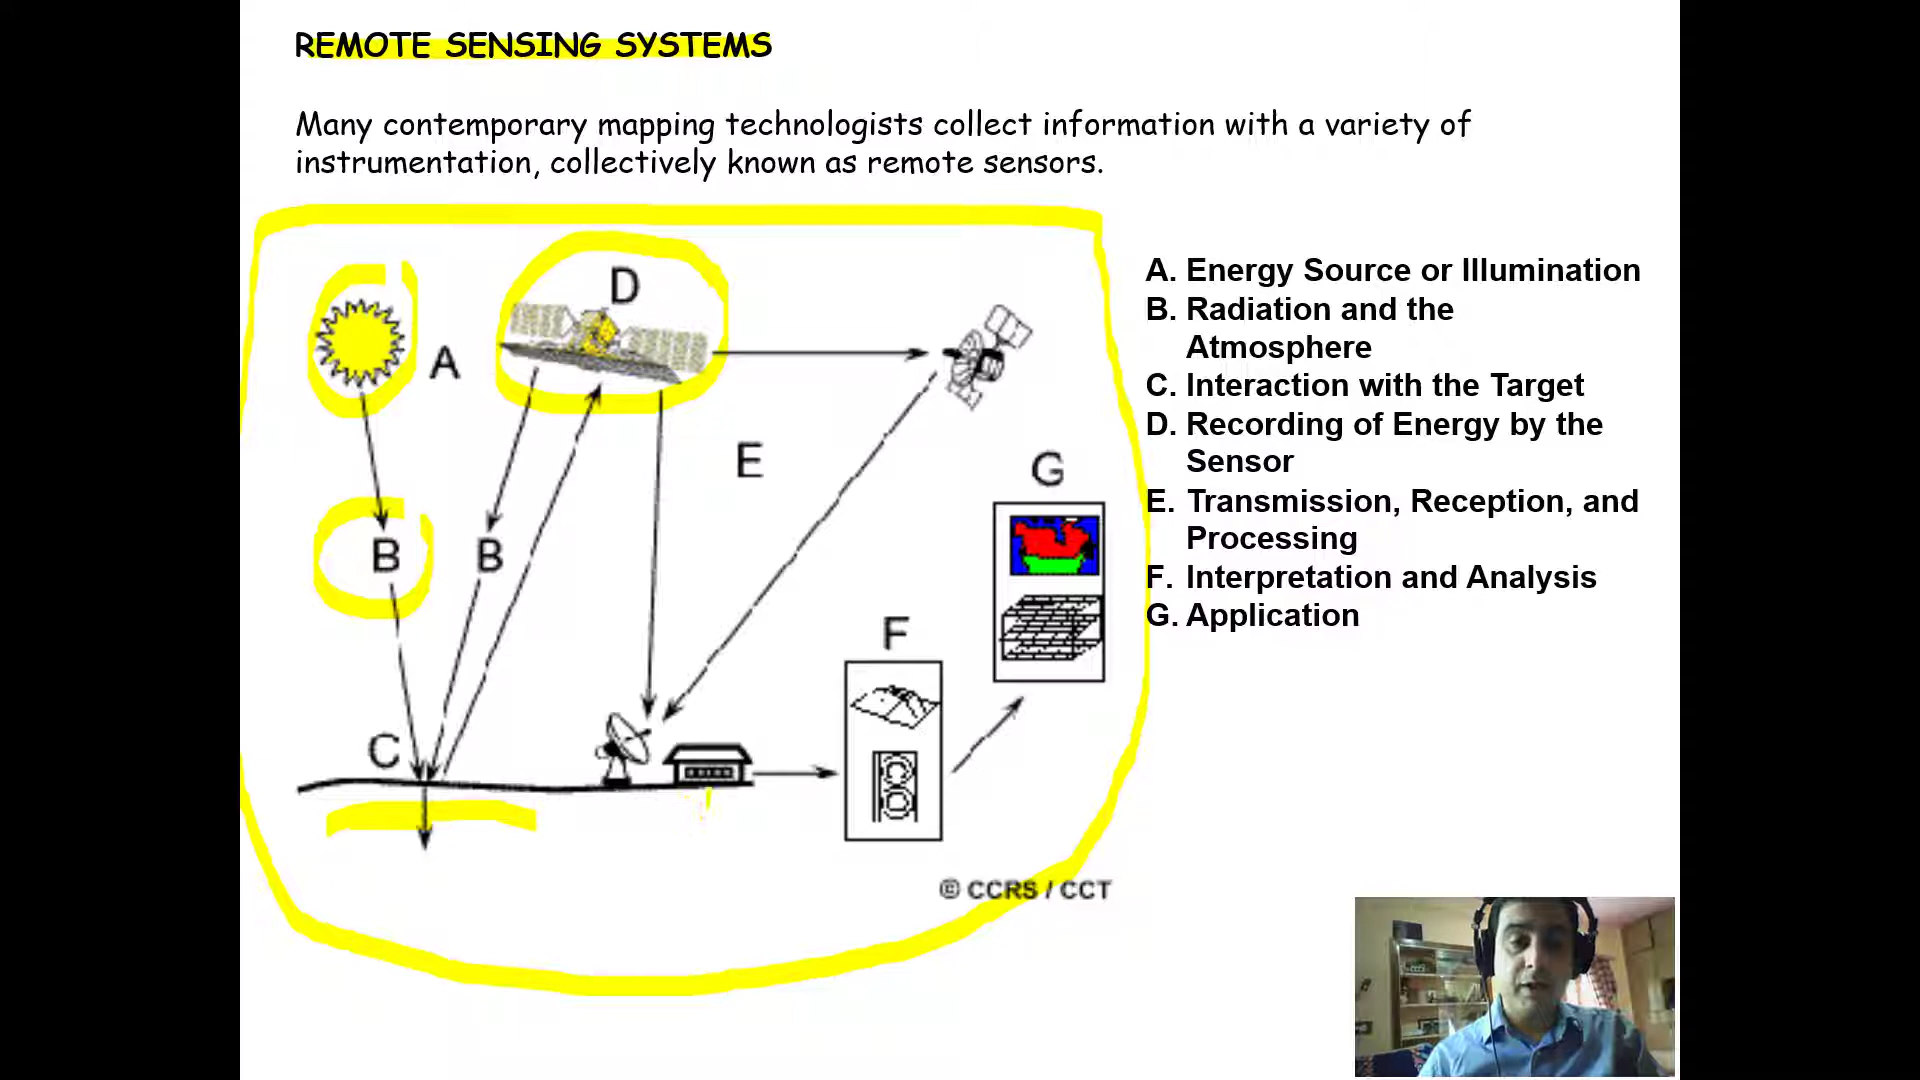 REMOTE SENSING SYSTEMS
Many contemporary mapping technologists collect information with a variety of
instrumentation, collectively known as remote sensors.
A
D
E
B
B
C
F
G
© CCRS / CCT
A. Energy Source or Illumination
B. Radiation and the
Atmosphere
C. Interaction with the Target
D. Recording of Energy by the
Sensor
E. Transmission, Reception, and
Processing
F. Interpretation and Analysis
G. Application